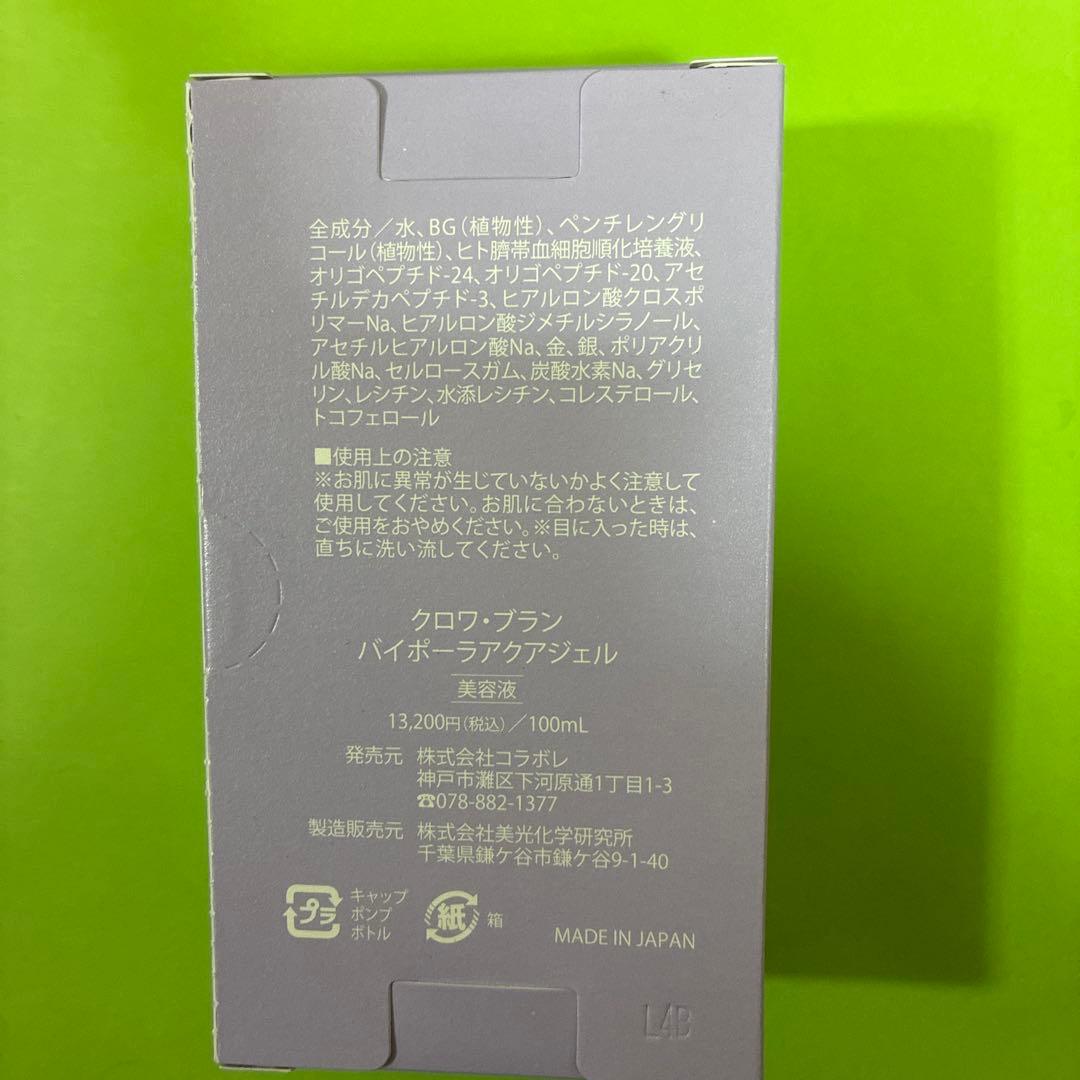 全成分／水、BG（植物性）、ペンチレングリ
コール（植物性）、ヒト臍帯血細胞順化培養液、
オリゴペプチド-24、オリゴペプチド-20、アセ
チルデカペプチド-3、ヒアルロン酸クロスポ
リマーNa、ヒアルロン酸ジメチルシラノール、
アセチルヒアルロン酸Na、金、銀、ポリアクリ
ル酸Na、セルロースガム、炭酸水素Na、グリセ
リン、レシチン、水添レシチン、コレステロール、
トコフェロール
■使用上の注意
※お肌に異常が生じていないかよく注意して
使用してください。お肌に合わないときは、
ご使用をおやめください。※目に入った時は、
直ちに洗い流してください。
クロワ・ブラン
バイポーラアクアジェル
美容液
13,200円（税込）／100mL
発売元 株式会社コラボレ
神戸市灘区下河原通1丁目1-3
☎078-882-1377
製造販売元 株式会社美光化学研究所
千葉県鎌ケ谷市鎌ケ谷9-1-40
プラ キャップ
ポンプ
ボトル
紙 箱
MADE IN JAPAN
L4B